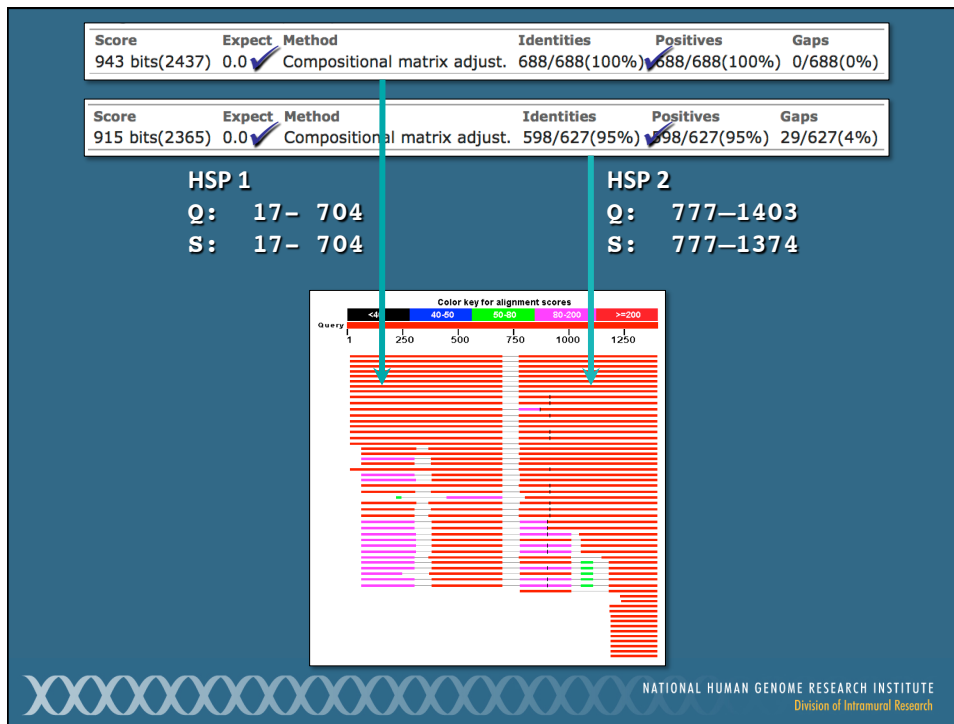 Score Expect Method Identities Positives Gaps
943 bits(2437) 0.0 Compositional matrix adjust. 688/688(100%) 688/688(100%) 0/688(0%)
Score Expect Method Identities Positives Gaps
915 bits(2365) 0.0 Compositional matrix adjust. 598/627(95%) 598/627(95%) 29/627(4%)
HSP 1
Q: 17– 704
S: 17– 704
HSP 2
Q: 777—1403
S: 777—1374
Color key for alignment scores
<40 40-50 50-80 80-200 >=200
Query
1 250 500 750 1000 1250
NATIONAL HUMAN GENOME RESEARCH INSTITUTE
Division of Intramural Research